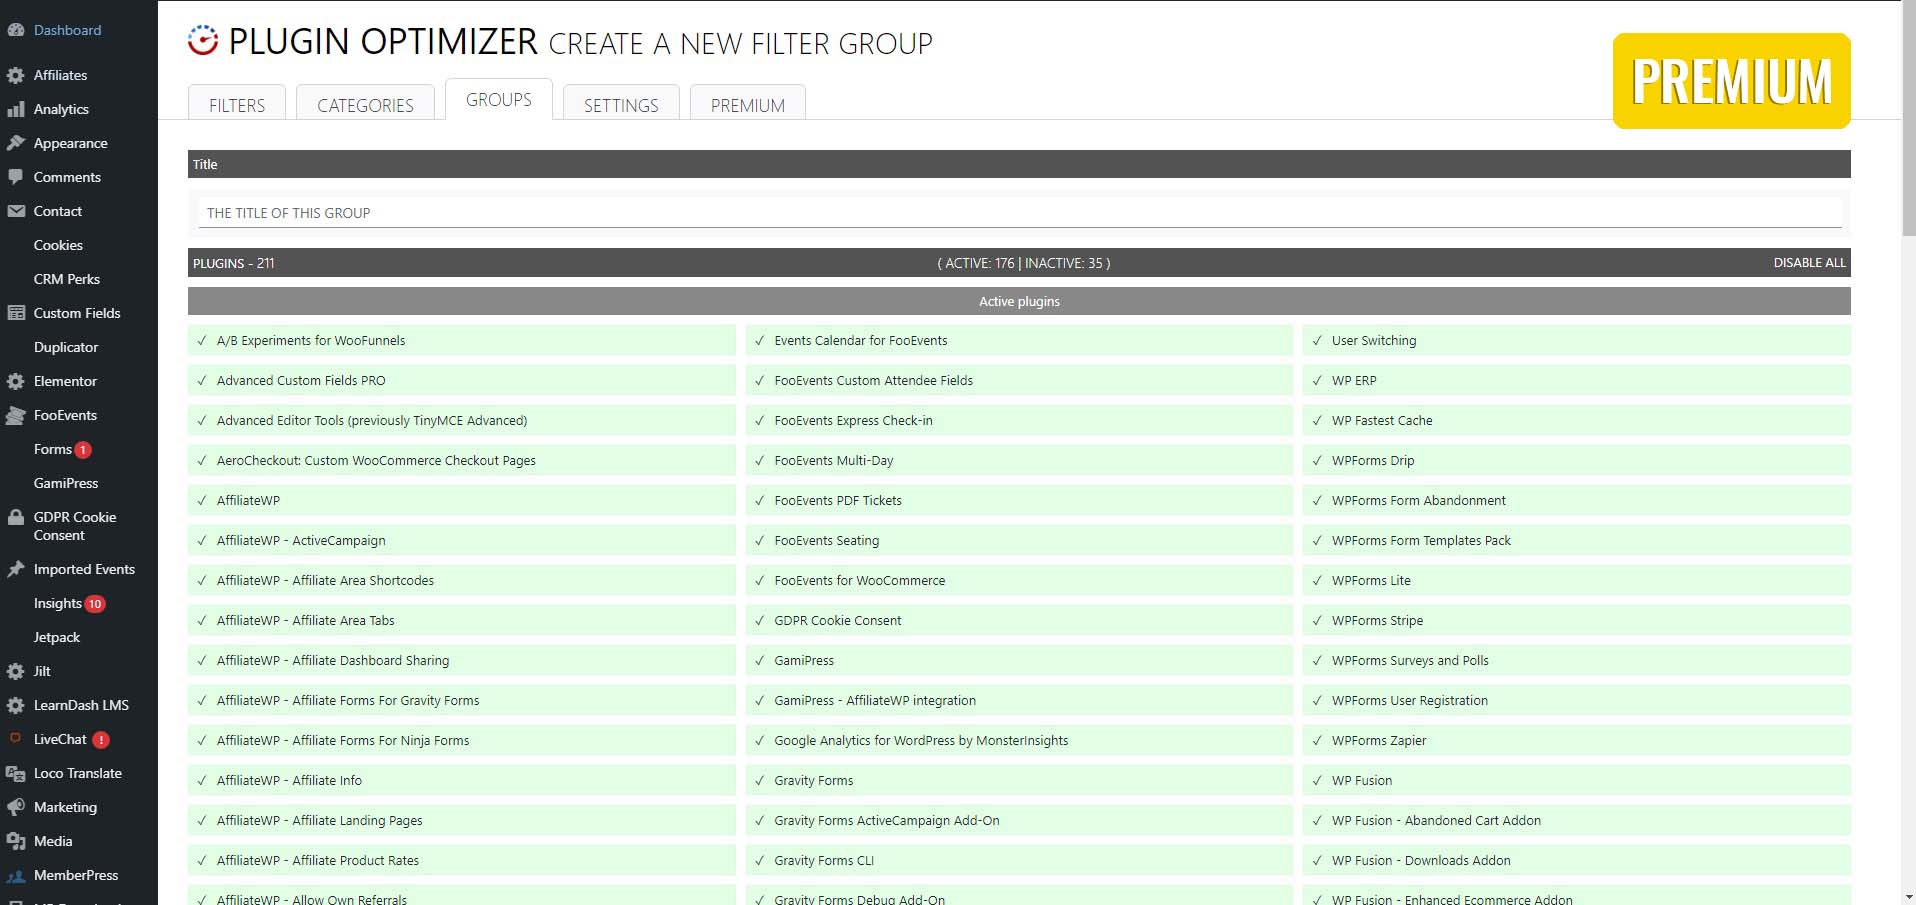 Dashboard
Affiliates
Analytics
Appearance
Comments
Contact
Cookies
CRM Perks
Custom Fields
Duplicator
Elementor
FooEvents
Forms 1
GamiPress
GDPR Cookie
Consent
Imported Events
Insights 10
Jetpack
Jilt
LearnDash LMS
LiveChat !
Loco Translate
Marketing
Media
MemberPress
PLUGIN OPTIMIZER CREATE A NEW FILTER GROUP
PREMIUM
FILTERS CATEGORIES GROUPS SETTINGS PREMIUM
Title
THE TITLE OF THIS GROUP
PLUGINS - 211 ( ACTIVE: 176 | INACTIVE: 35 ) DISABLE ALL
Active plugins
✓ A/B Experiments for WooFunnels
✓ Advanced Custom Fields PRO
✓ Advanced Editor Tools (previously TinyMCE Advanced)
✓ AeroCheckout: Custom WooCommerce Checkout Pages
✓ AffiliateWP
✓ AffiliateWP - ActiveCampaign
✓ AffiliateWP - Affiliate Area Shortcodes
✓ AffiliateWP - Affiliate Area Tabs
✓ AffiliateWP - Affiliate Dashboard Sharing
✓ AffiliateWP - Affiliate Forms For Gravity Forms
✓ AffiliateWP - Affiliate Forms For Ninja Forms
✓ AffiliateWP - Affiliate Info
✓ AffiliateWP - Affiliate Landing Pages
✓ AffiliateWP - Affiliate Product Rates
✓ AffiliateWP - Allow Own Referrals
✓ Events Calendar for FooEvents
✓ FooEvents Custom Attendee Fields
✓ FooEvents Express Check-in
✓ FooEvents Multi-Day
✓ FooEvents PDF Tickets
✓ FooEvents Seating
✓ FooEvents for WooCommerce
✓ GDPR Cookie Consent
✓ GamiPress
✓ GamiPress - AffiliateWP integration
✓ Google Analytics for WordPress by MonsterInsights
✓ Gravity Forms
✓ Gravity Forms ActiveCampaign Add-On
✓ Gravity Forms CLI
✓ Gravity Forms Debug Add-On
✓ User Switching
✓ WP ERP
✓ WP Fastest Cache
✓ WPForms Drip
✓ WPForms Form Abandonment
✓ WPForms Form Templates Pack
✓ WPForms Lite
✓ WPForms Stripe
✓ WPForms Surveys and Polls
✓ WPForms User Registration
✓ WPForms Zapier
✓ WP Fusion
✓ WP Fusion - Abandoned Cart Addon
✓ WP Fusion - Downloads Addon
✓ WP Fusion - Enhanced Ecommerce Addon